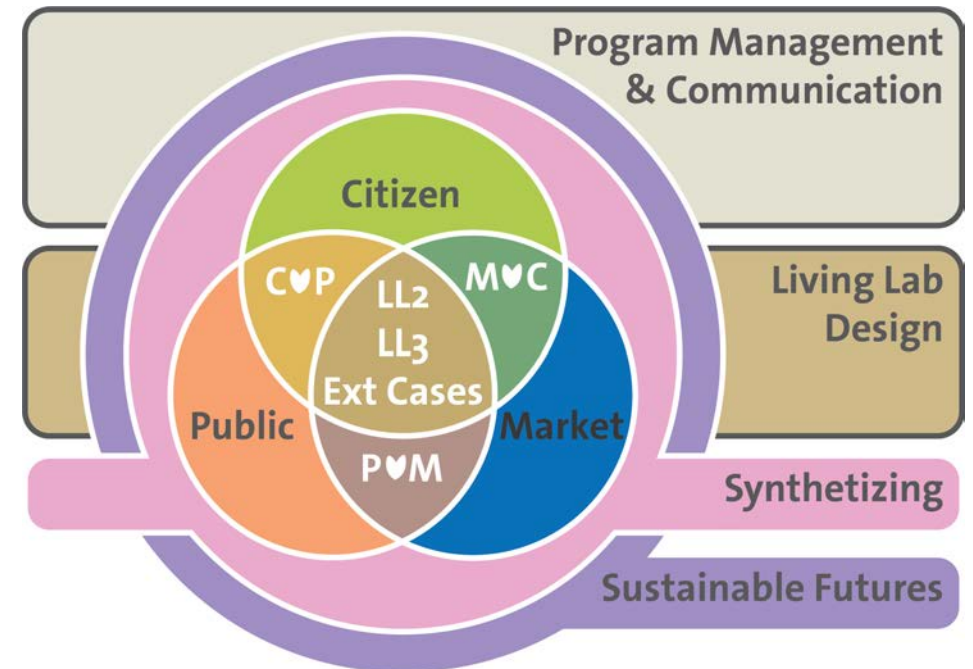 Program Management
& Communication
Citizen
C♥P
M♥C
LL2
LL3
Ext Cases
Living Lab
Design
Public
Market
P♥M
Synthetizing
Sustainable Futures